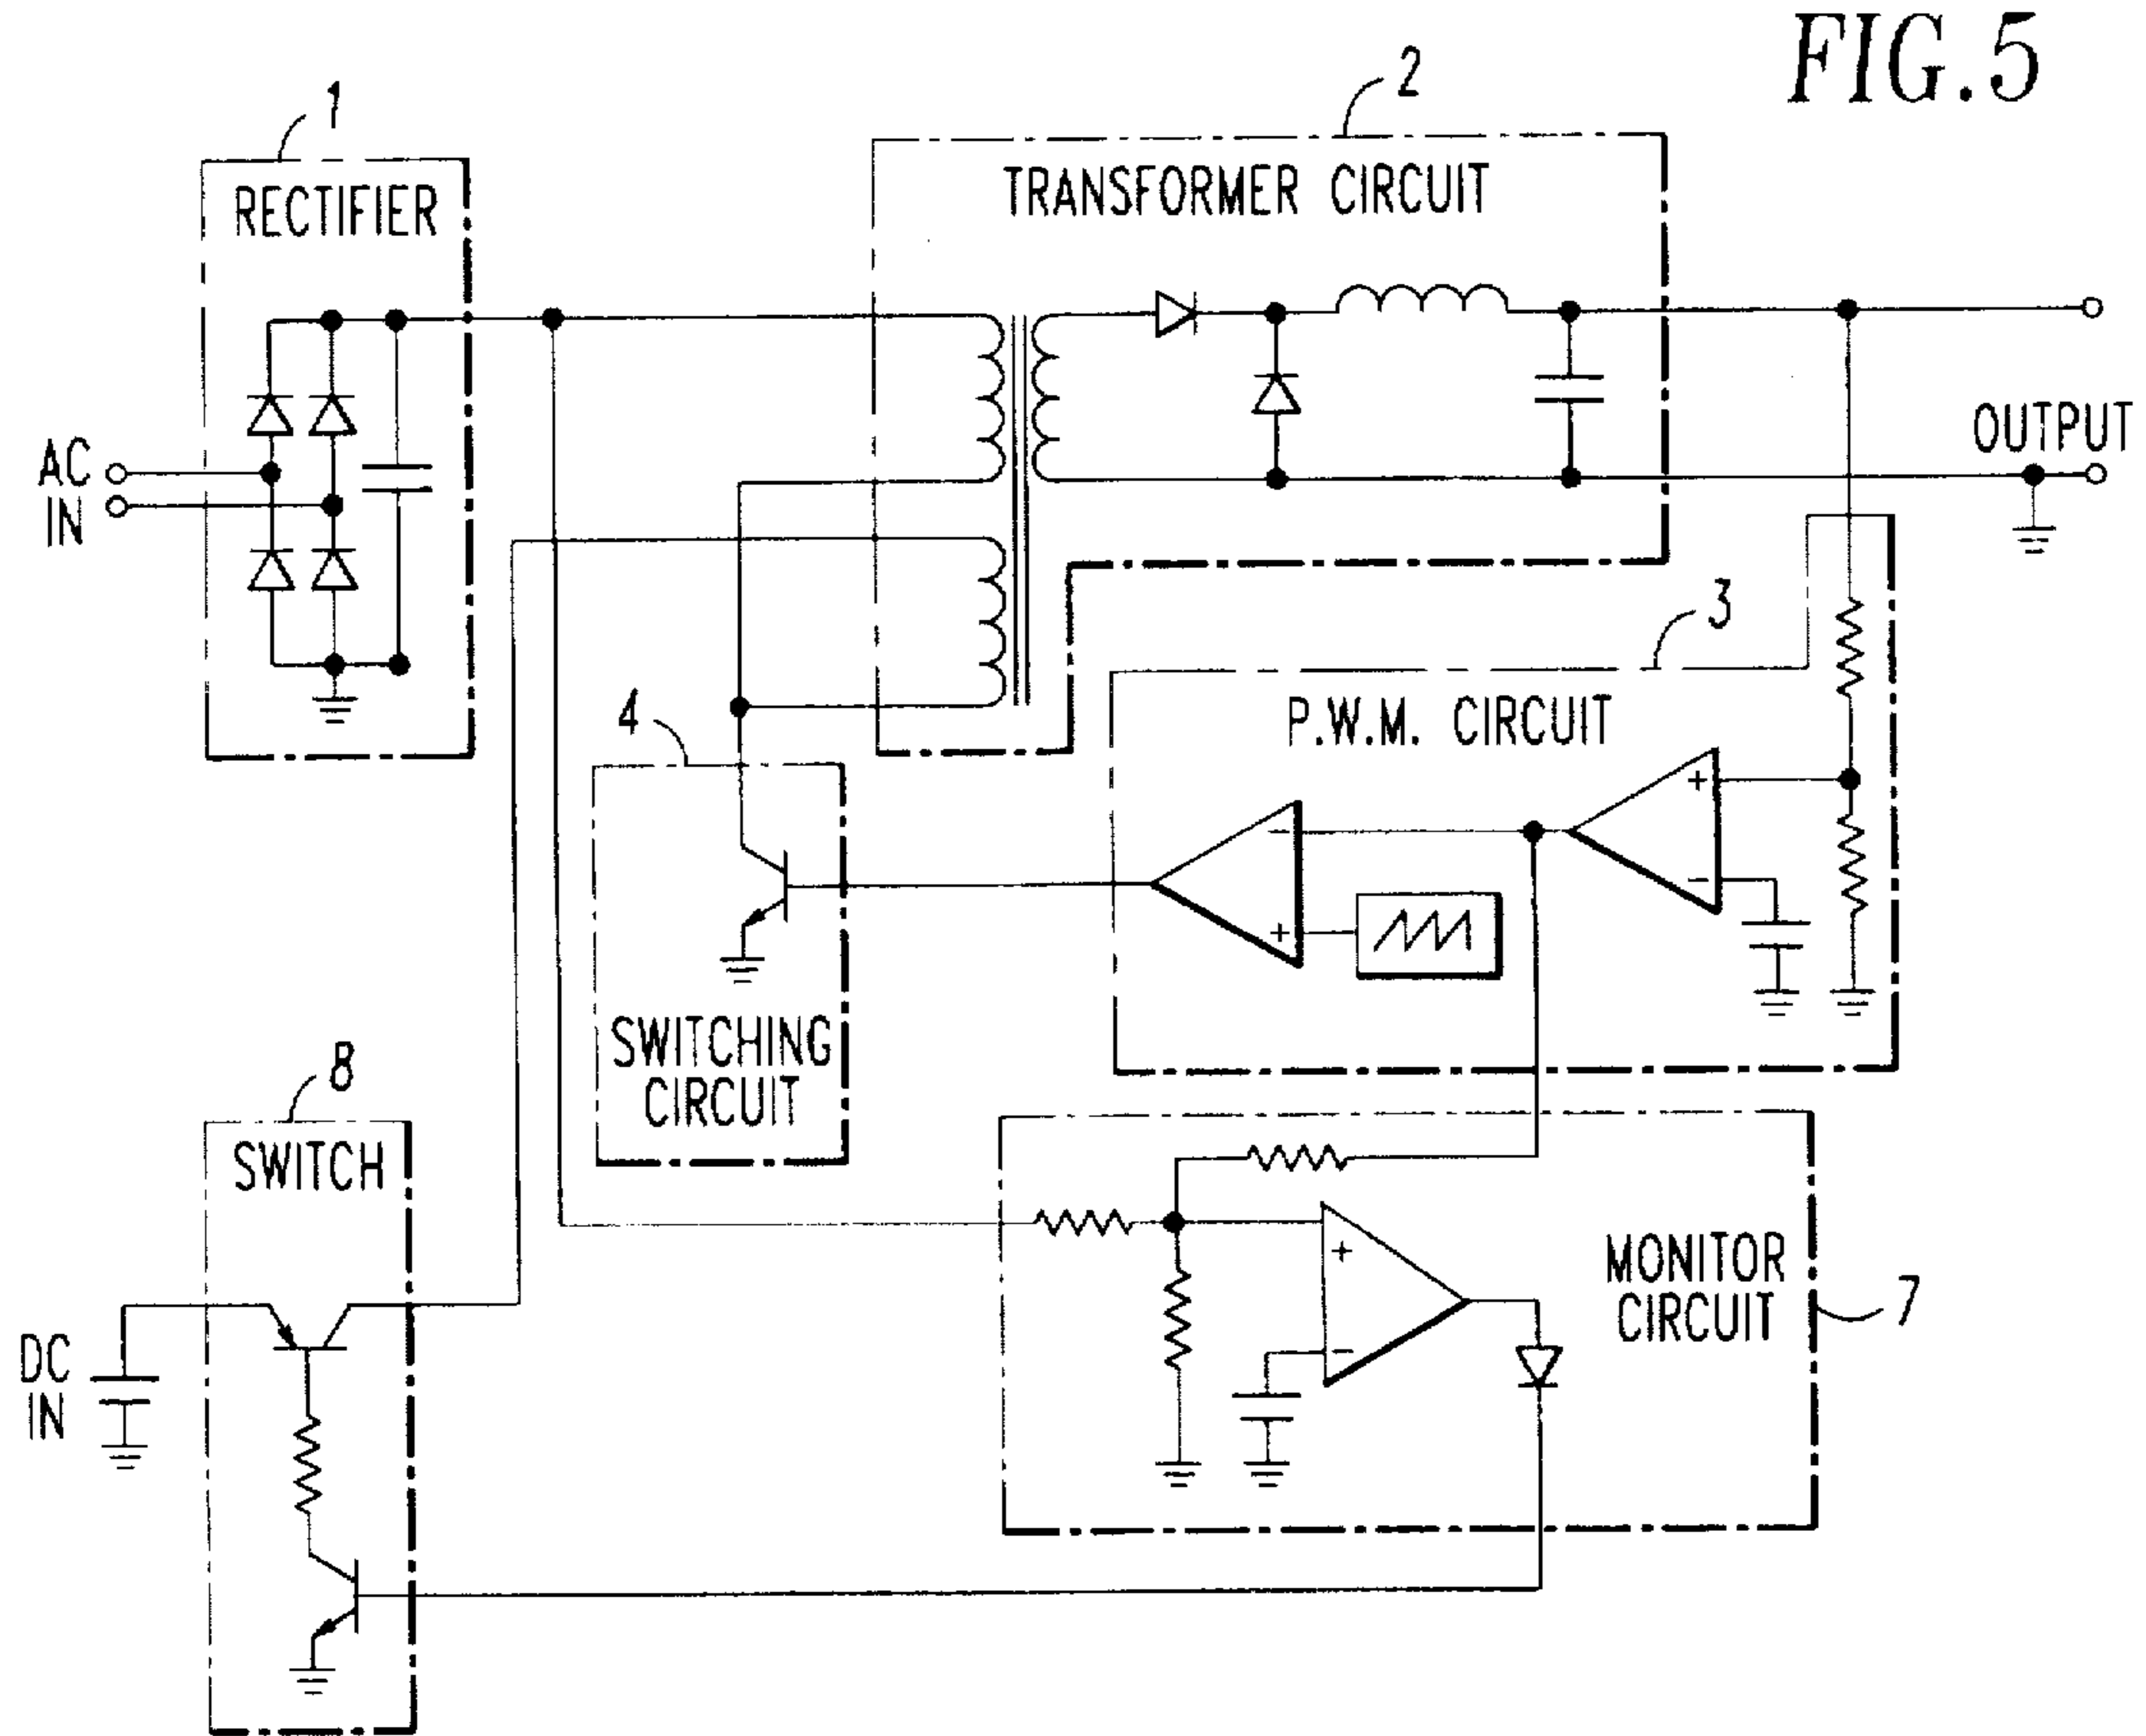 FIG. 5
1
2
RECTIFIER
TRANSFORMER CIRCUIT
AC
IN
OUTPUT
3
4
P.W.M. CIRCUIT
+
-
-
+
SWITCHING
CIRCUIT
8
SWITCH
MONITOR
CIRCUIT
7
+
-
DC
IN